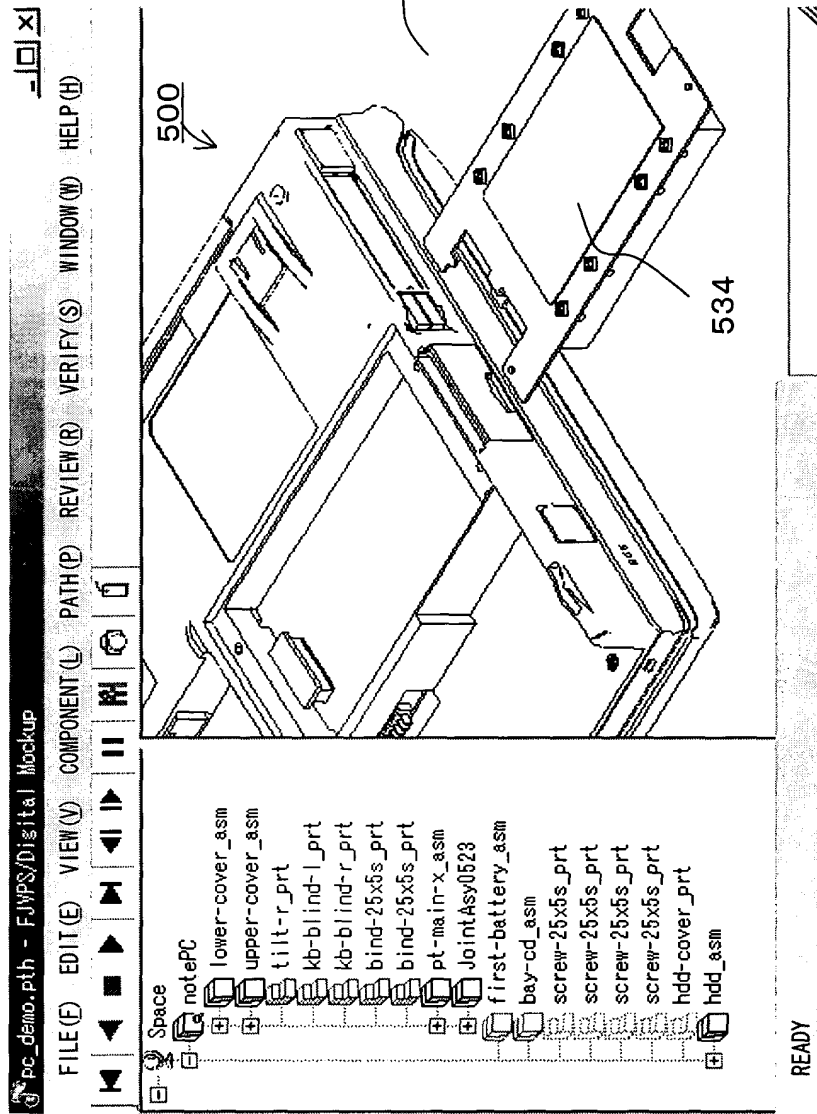 pc_demo.pth - FJVPS/Digital Mockup
FILE(F) EDIT(E) VIEW(V) COMPONENT(L) PATH(P) REVIEW(R) VERIFY(S) WINDOW(W) HELP(H)
Space
notePC
lower-cover_asm
upper-cover_asm
tilt-r_prt
kb-blind-l_prt
kb-blind-r_prt
bind-25x5s_prt
bind-25x5s_prt
pt-main-x_asm
JointAsy0523
first-battery_asm
bay-cd_asm
screw-25x5s_prt
screw-25x5s_prt
screw-25x5s_prt
screw-25x5s_prt
hdd-cover_prt
hdd_asm
500
534
READY